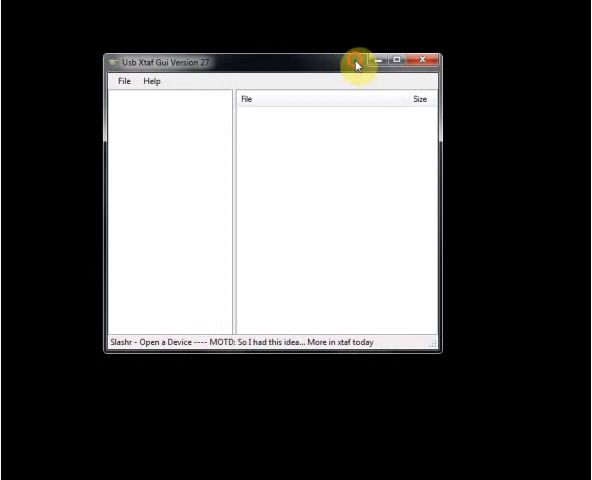 Usb Xtaf Gui Version 27
File Help
File Size
Slashr - Open a Device ---- MOTD: So I had this idea... More in xtaf today